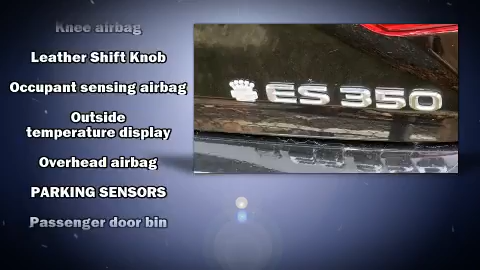 Knee airbag
Leather Shift Knob
Occupant sensing airbag
Outside
temperature display
Overhead airbag
PARKING SENSORS
Passenger door bin
ES 350